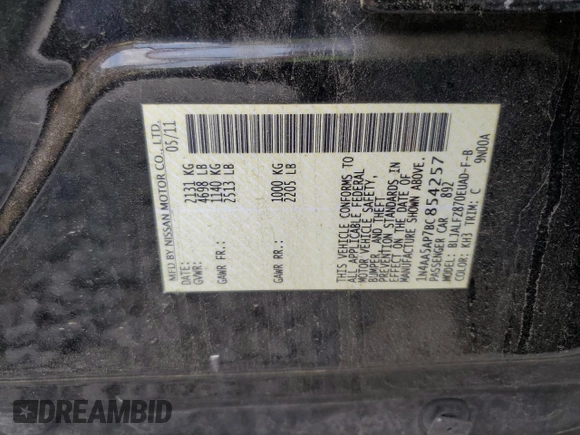 MFD BY NISSAN MOTOR CO., LTD.
DATE: 05/11
GVWR: 2131 KG
4698 LB
GAWR FR.: 1140 KG
2513 LB
GAWR RR.: 1000 KG
2205 LB
THIS VEHICLE CONFORMS TO
ALL APPLICABLE FEDERAL
MOTOR VEHICLE SAFETY,
BUMPER, AND THEFT
PREVENTION STANDARDS IN
EFFECT ON THE DATE OF
MANUFACTURE SHOWN ABOVE.
1N4AA5AP7BC854257
PASSENGER CAR 892
MODEL: BLJALFZ870EUAD-F-B
COLOR: KH3 TRIM: C 9N00A
DREAMBID